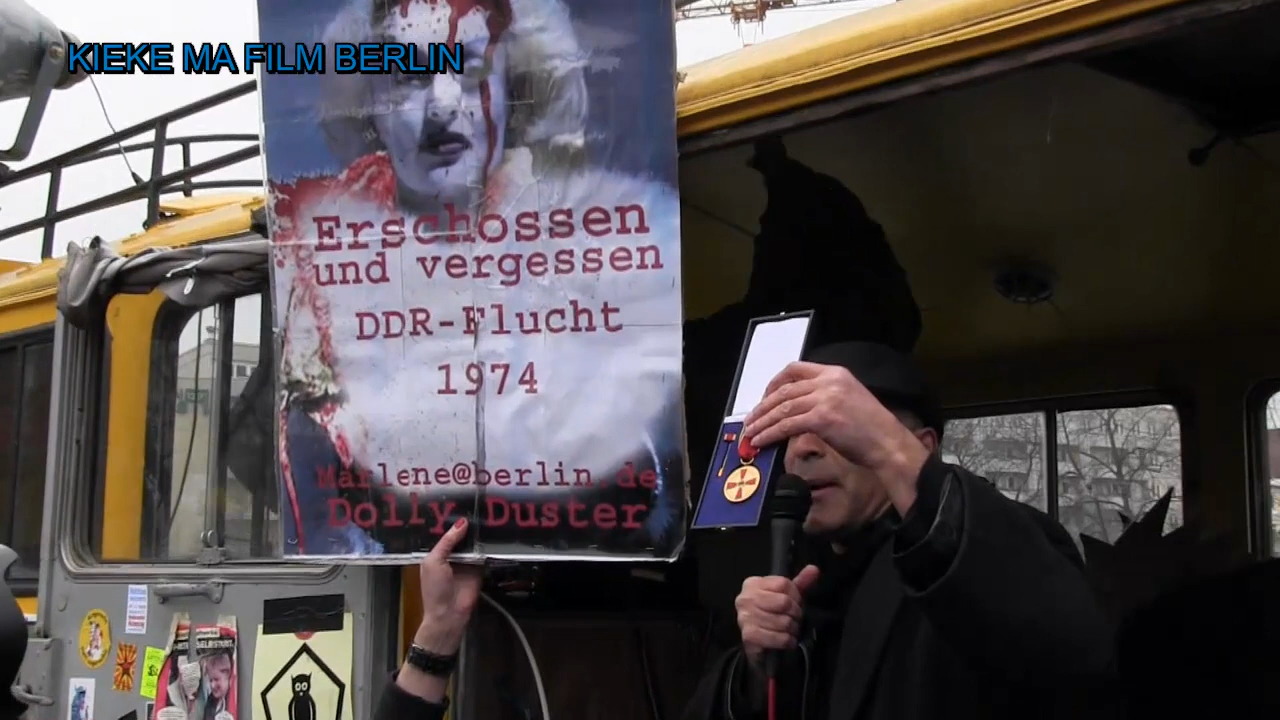 KIEKE MA FILM BERLIN
Erschossen
und vergessen
DDR-Flucht
1974
Marlene@berlin.de
Dolly Duster